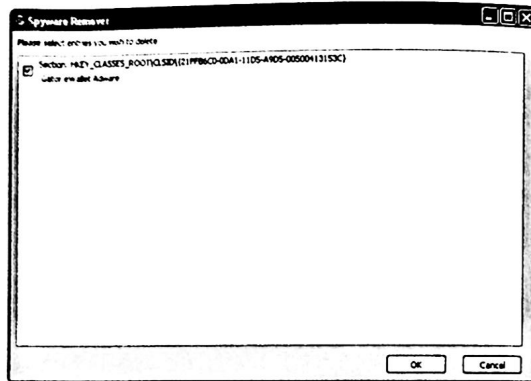 Spyware Remover
Please select entries you wish to delete
Section: HKEY_CLASSES_ROOT\CLSID\{21FFB6C0-0DA1-11D5-A9D5-00500413153C}
Gator eWallet Adware
OK
Cancel